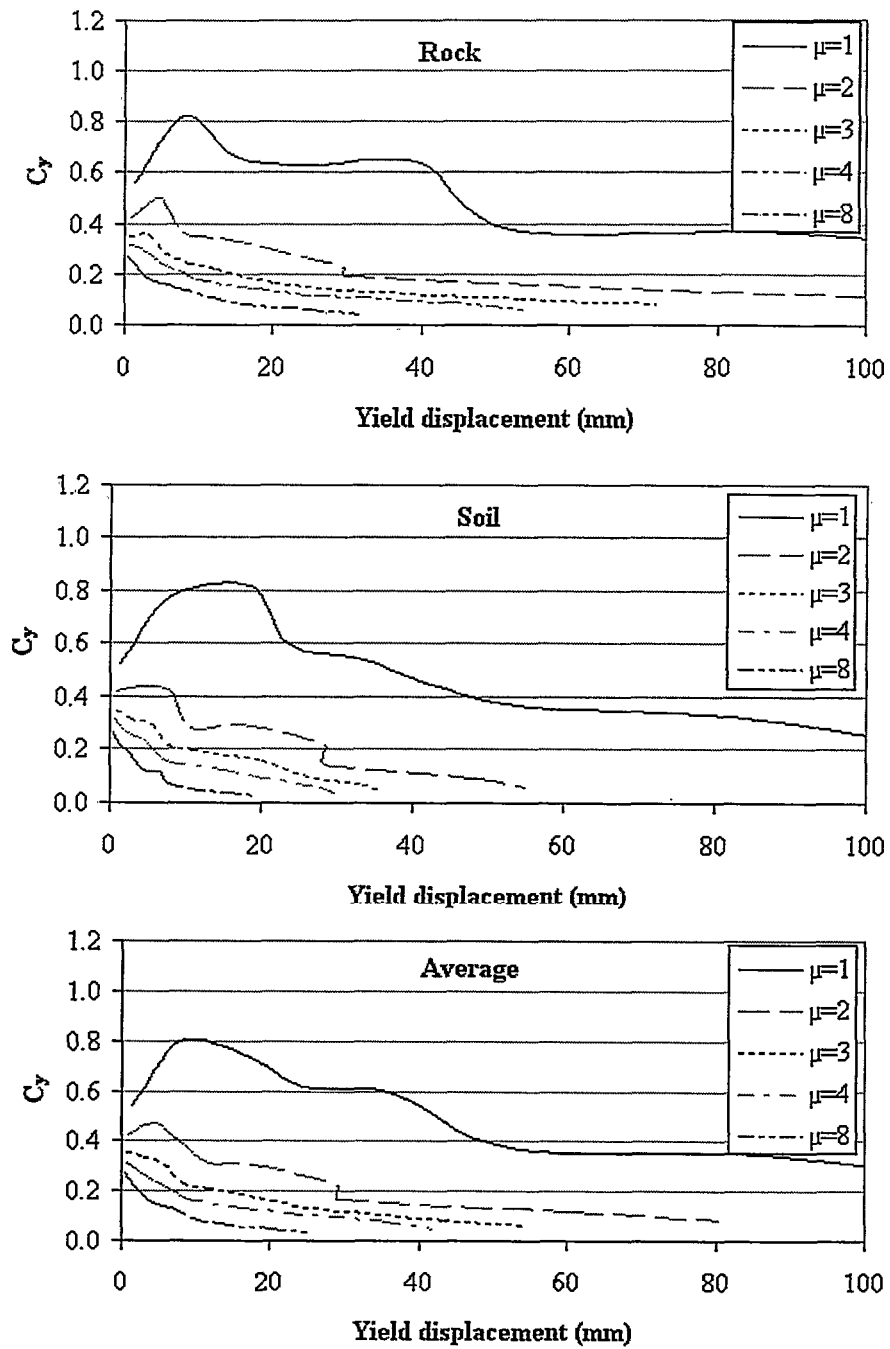 Rock
1.2
1.0
0.8
0.6
0.4
0.2
0.0
Cy
0 20 40 60 80 100
Yield displacement (mm)
μ=1
μ=2
μ=3
μ=4
μ=8
Soil
1.2
1.0
0.8
0.6
0.4
0.2
0.0
Cy
0 20 40 60 80 100
Yield displacement (mm)
μ=1
μ=2
μ=3
μ=4
μ=8
Average
1.2
1.0
0.8
0.6
0.4
0.2
0.0
Cy
0 20 40 60 80 100
Yield displacement (mm)
μ=1
μ=2
μ=3
μ=4
μ=8